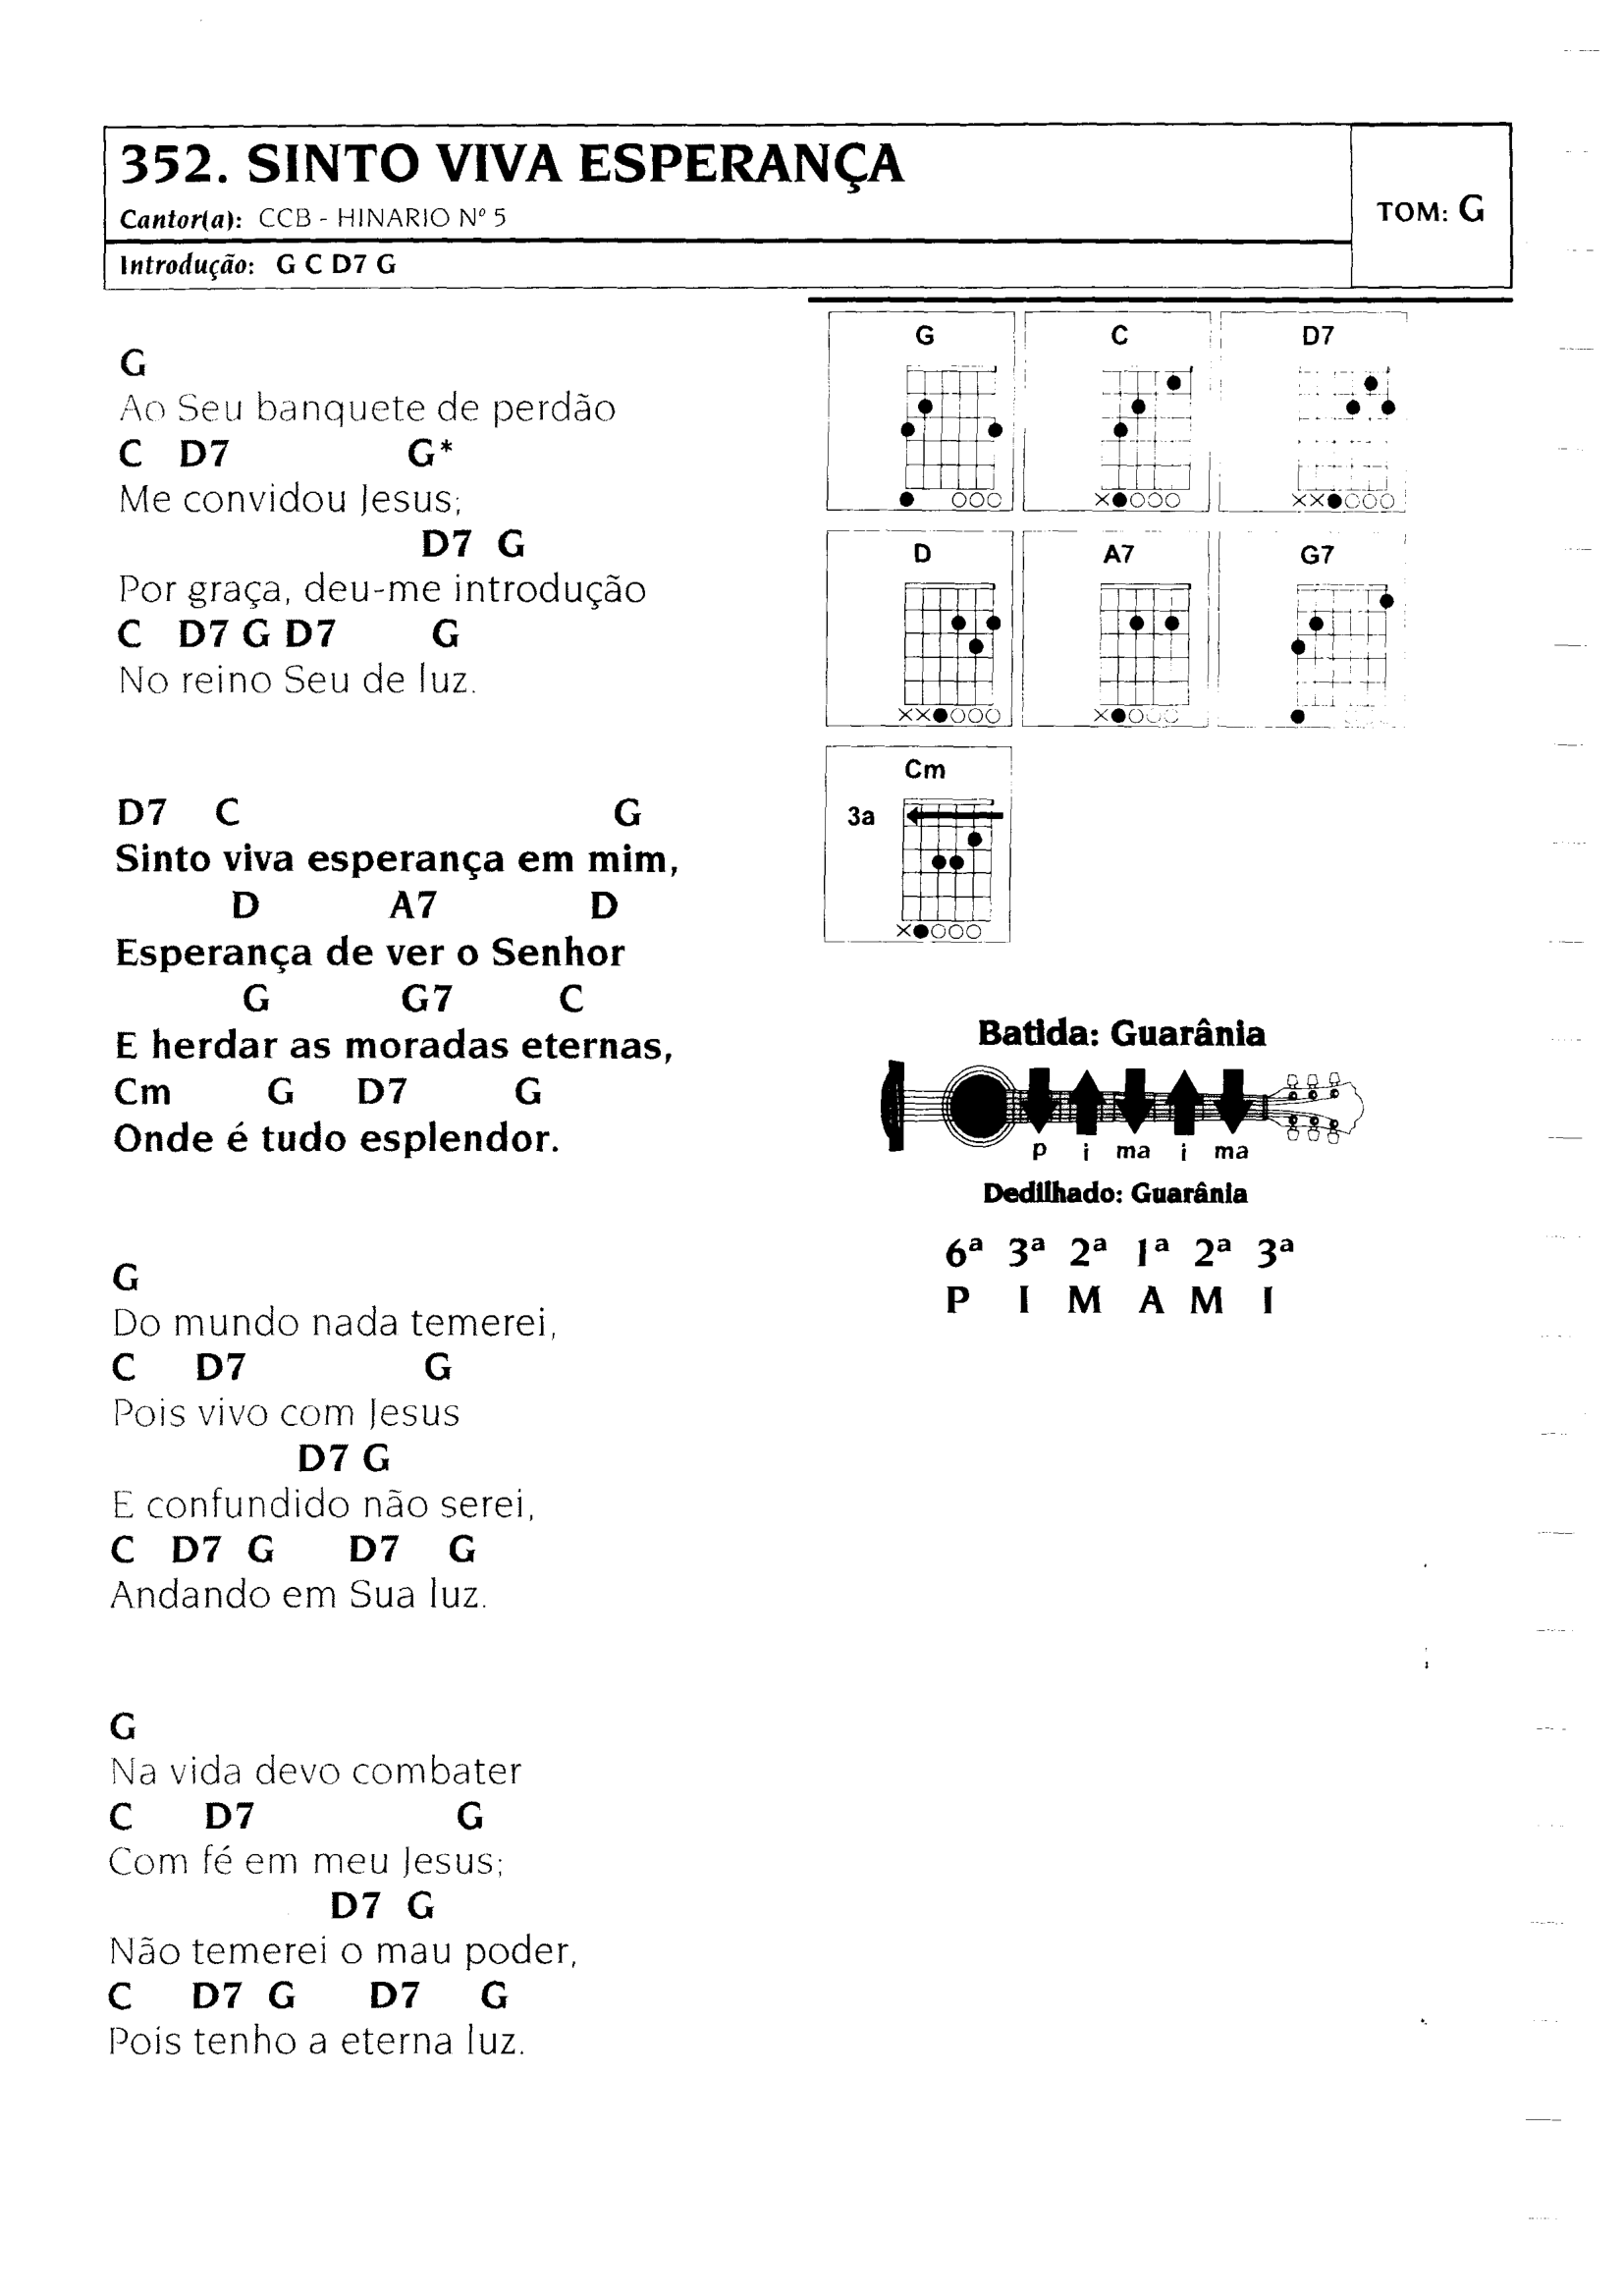 352. SINTO VIVA ESPERANÇA
Cantor(a): CCB - HINARIO Nº 5
TOM: G
Introdução: G C D7 G
G
Ao Seu banquete de perdão
C D7 G*
Me convidou Jesus;
D7 G
Por graça, deu-me introdução
C D7 G D7 G
No reino Seu de luz.
D7 C G
Sinto viva esperança em mim,
D A7 D
Esperança de ver o Senhor
G G7 C
E herdar as moradas eternas,
Cm G D7 G
Onde é tudo esplendor.
G
Do mundo nada temerei,
C D7 G
Pois vivo com Jesus
D7 G
E confundido não serei,
C D7 G D7 G
Andando em Sua luz.
G
Na vida devo combater
C D7 G
Com fé em meu Jesus;
D7 G
Não temerei o mau poder,
C D7 G D7 G
Pois tenho a eterna luz.
G C D7
D A7 G7
Cm
3a
Batida: Guarânia
p i ma i ma
Dedilhado: Guarânia
6ª 3ª 2ª 1ª 2ª 3ª
P I M A M I